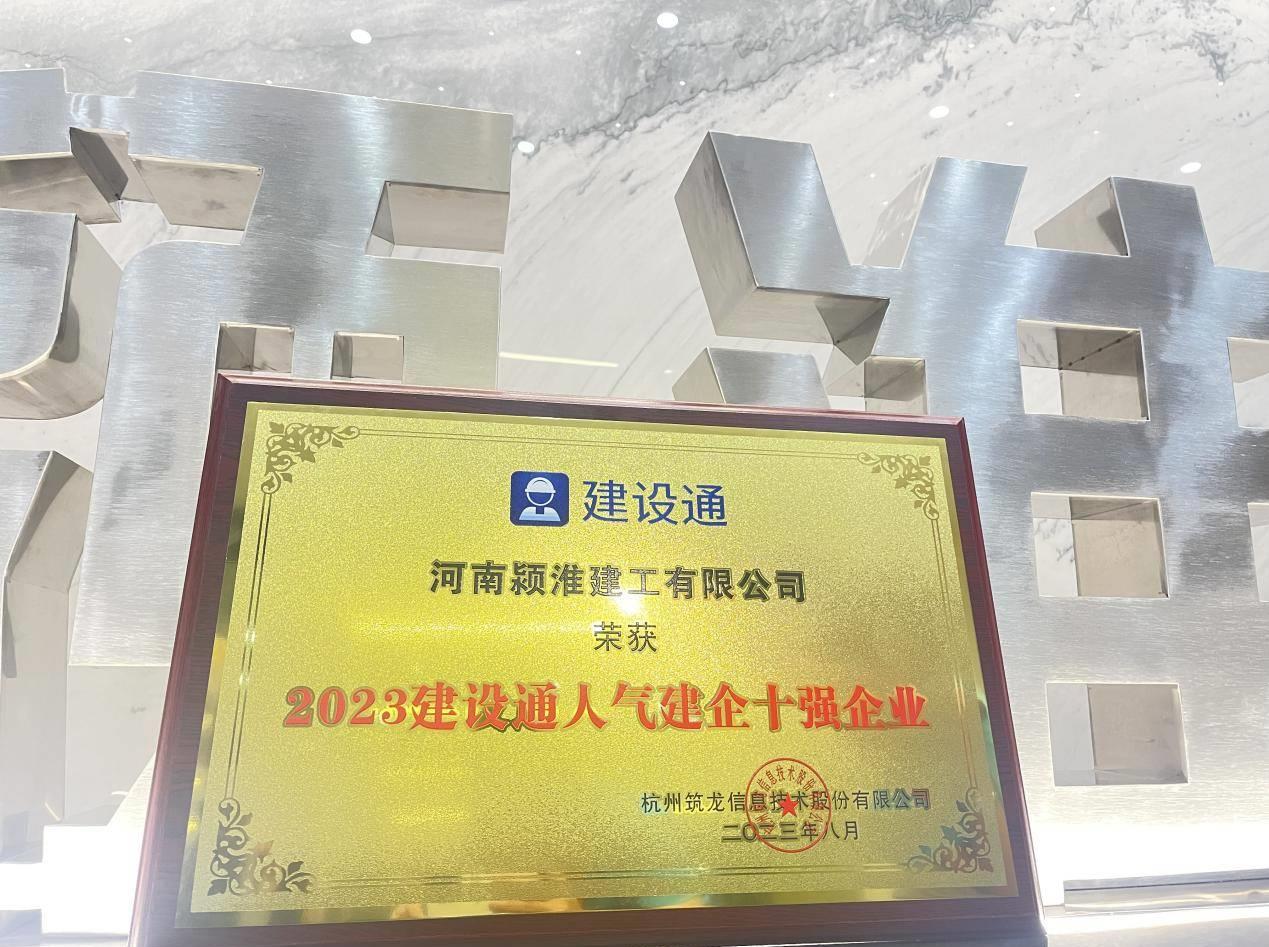 建设通
河南颍淮建工有限公司
荣获
2023建设通人气建企十强企业
杭州筑龙信息技术股份有限公司
二〇二三年八月